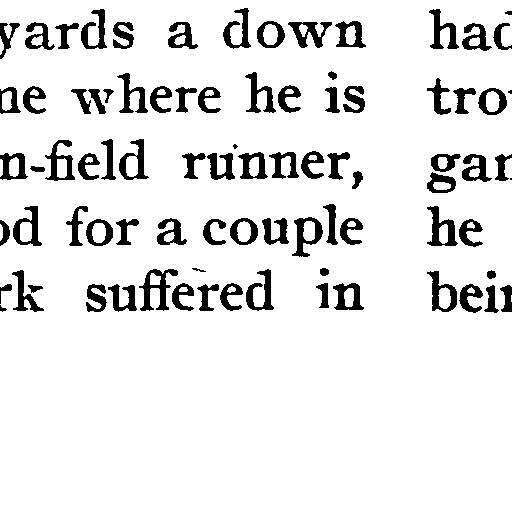 yards a down
ne where he is
n-field runner,
od for a couple
rk suffered in
had
tro
gan
he
bein